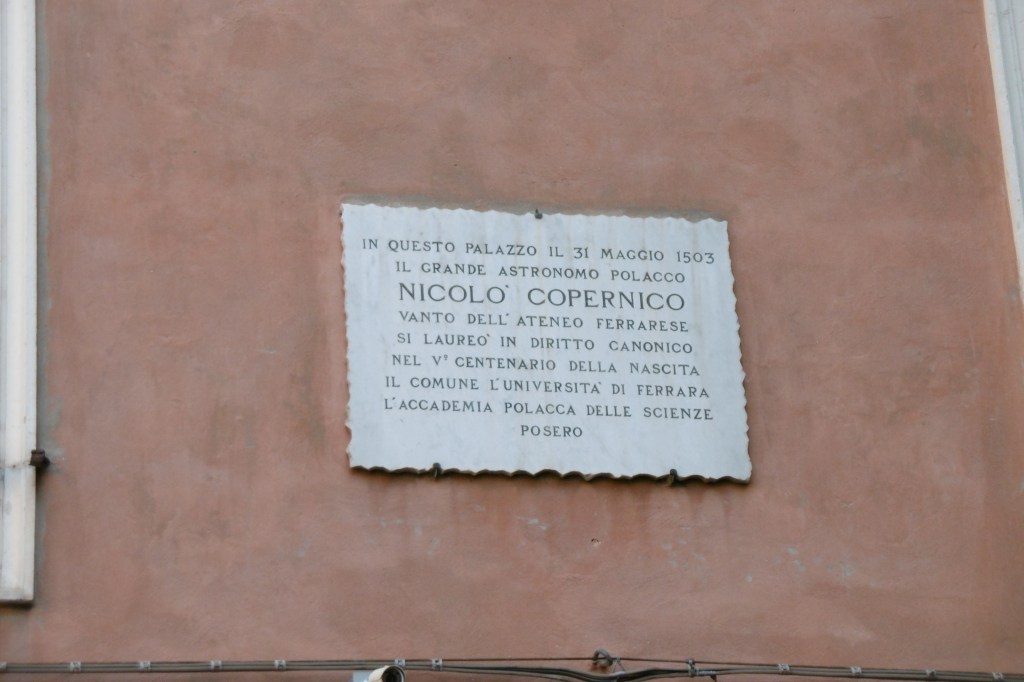 IN QUESTO PALAZZO IL 31 MAGGIO 1503
IL GRANDE ASTRONOMO POLACCO
NICOLO' COPERNICO
VANTO DELL'ATENEO FERRARESE
SI LAUREO' IN DIRITTO CANONICO
NEL V° CENTENARIO DELLA NASCITA
IL COMUNE L'UNIVERSITA' DI FERRARA
L'ACCADEMIA POLACCA DELLE SCIENZE
POSERO